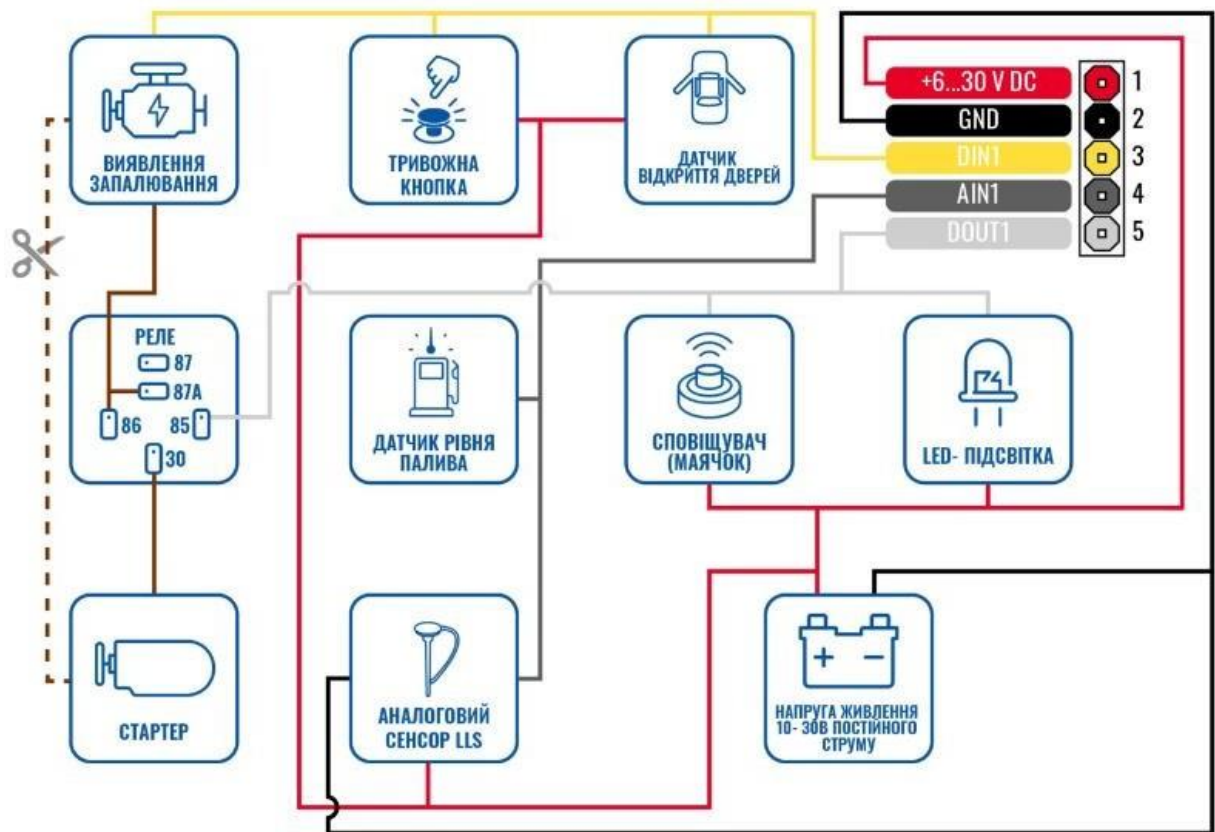 ВИЯВЛЕННЯ
ЗАПАЛЮВАННЯ
ТРИВОЖНА
КНОПКА
ДАТЧИК
ВІДКРИТТЯ ДВЕРЕЙ
+6...30 V DC 1
GND 2
DIN1 3
AIN1 4
DOUT1 5
РЕЛЕ
87
87A
86
85
30
ДАТЧИК РІВНЯ
ПАЛИВА
СПОВІЩУВАЧ
(МАЯЧОК)
LED- ПІДСВІТКА
СТАРТЕР
АНАЛОГОВИЙ
СЕНСОР LLS
НАПРУГА ЖИВЛЕННЯ
10- 30В ПОСТІЙНОГО
СТРУМУ